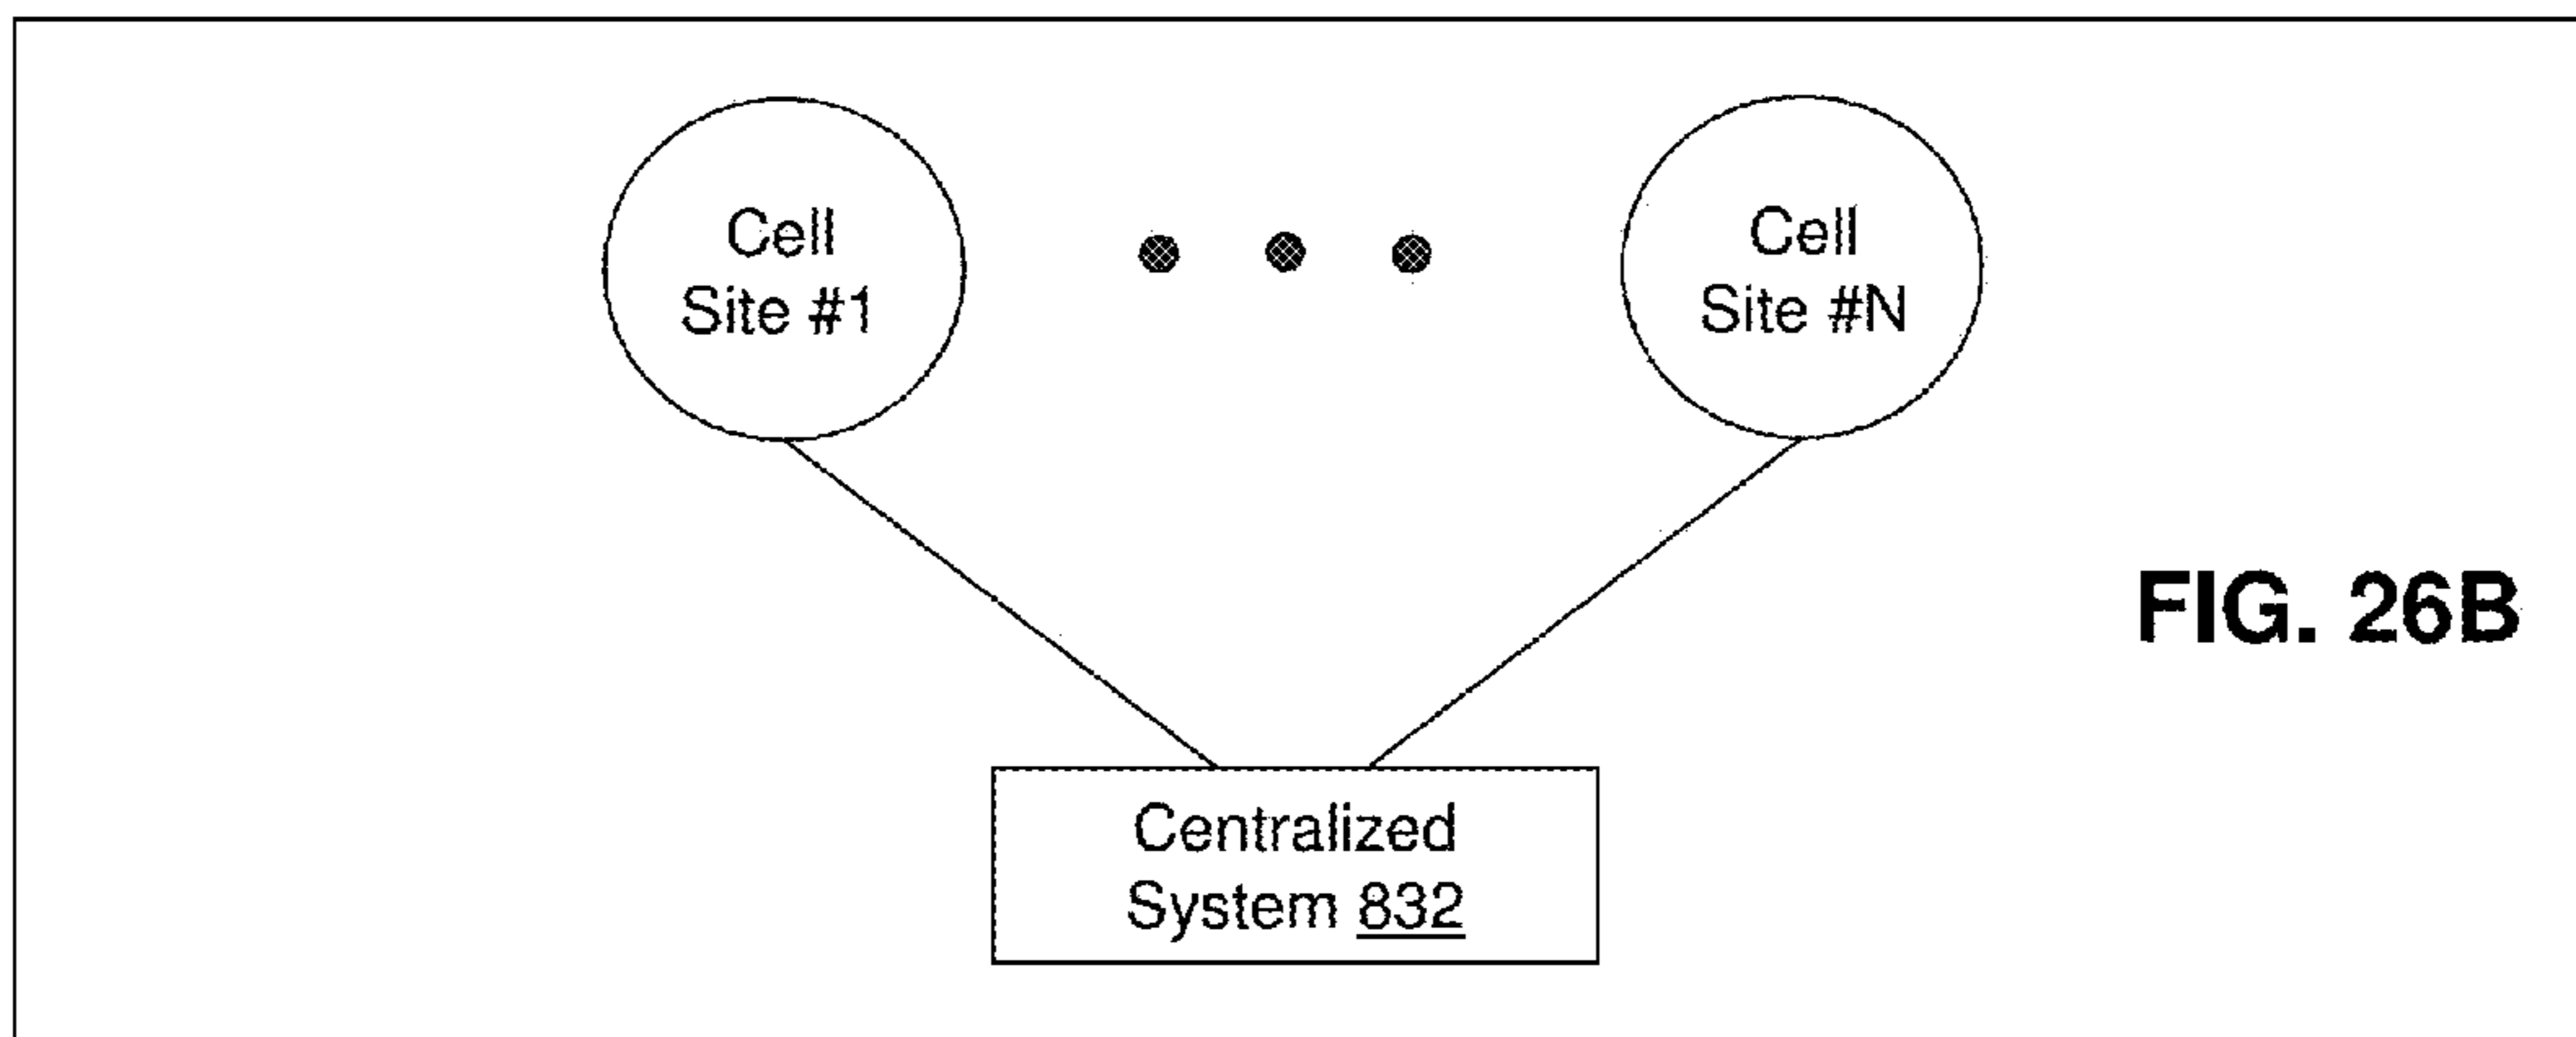 Cell
Site #1
Cell
Site #N
FIG. 26B
Centralized
System 832